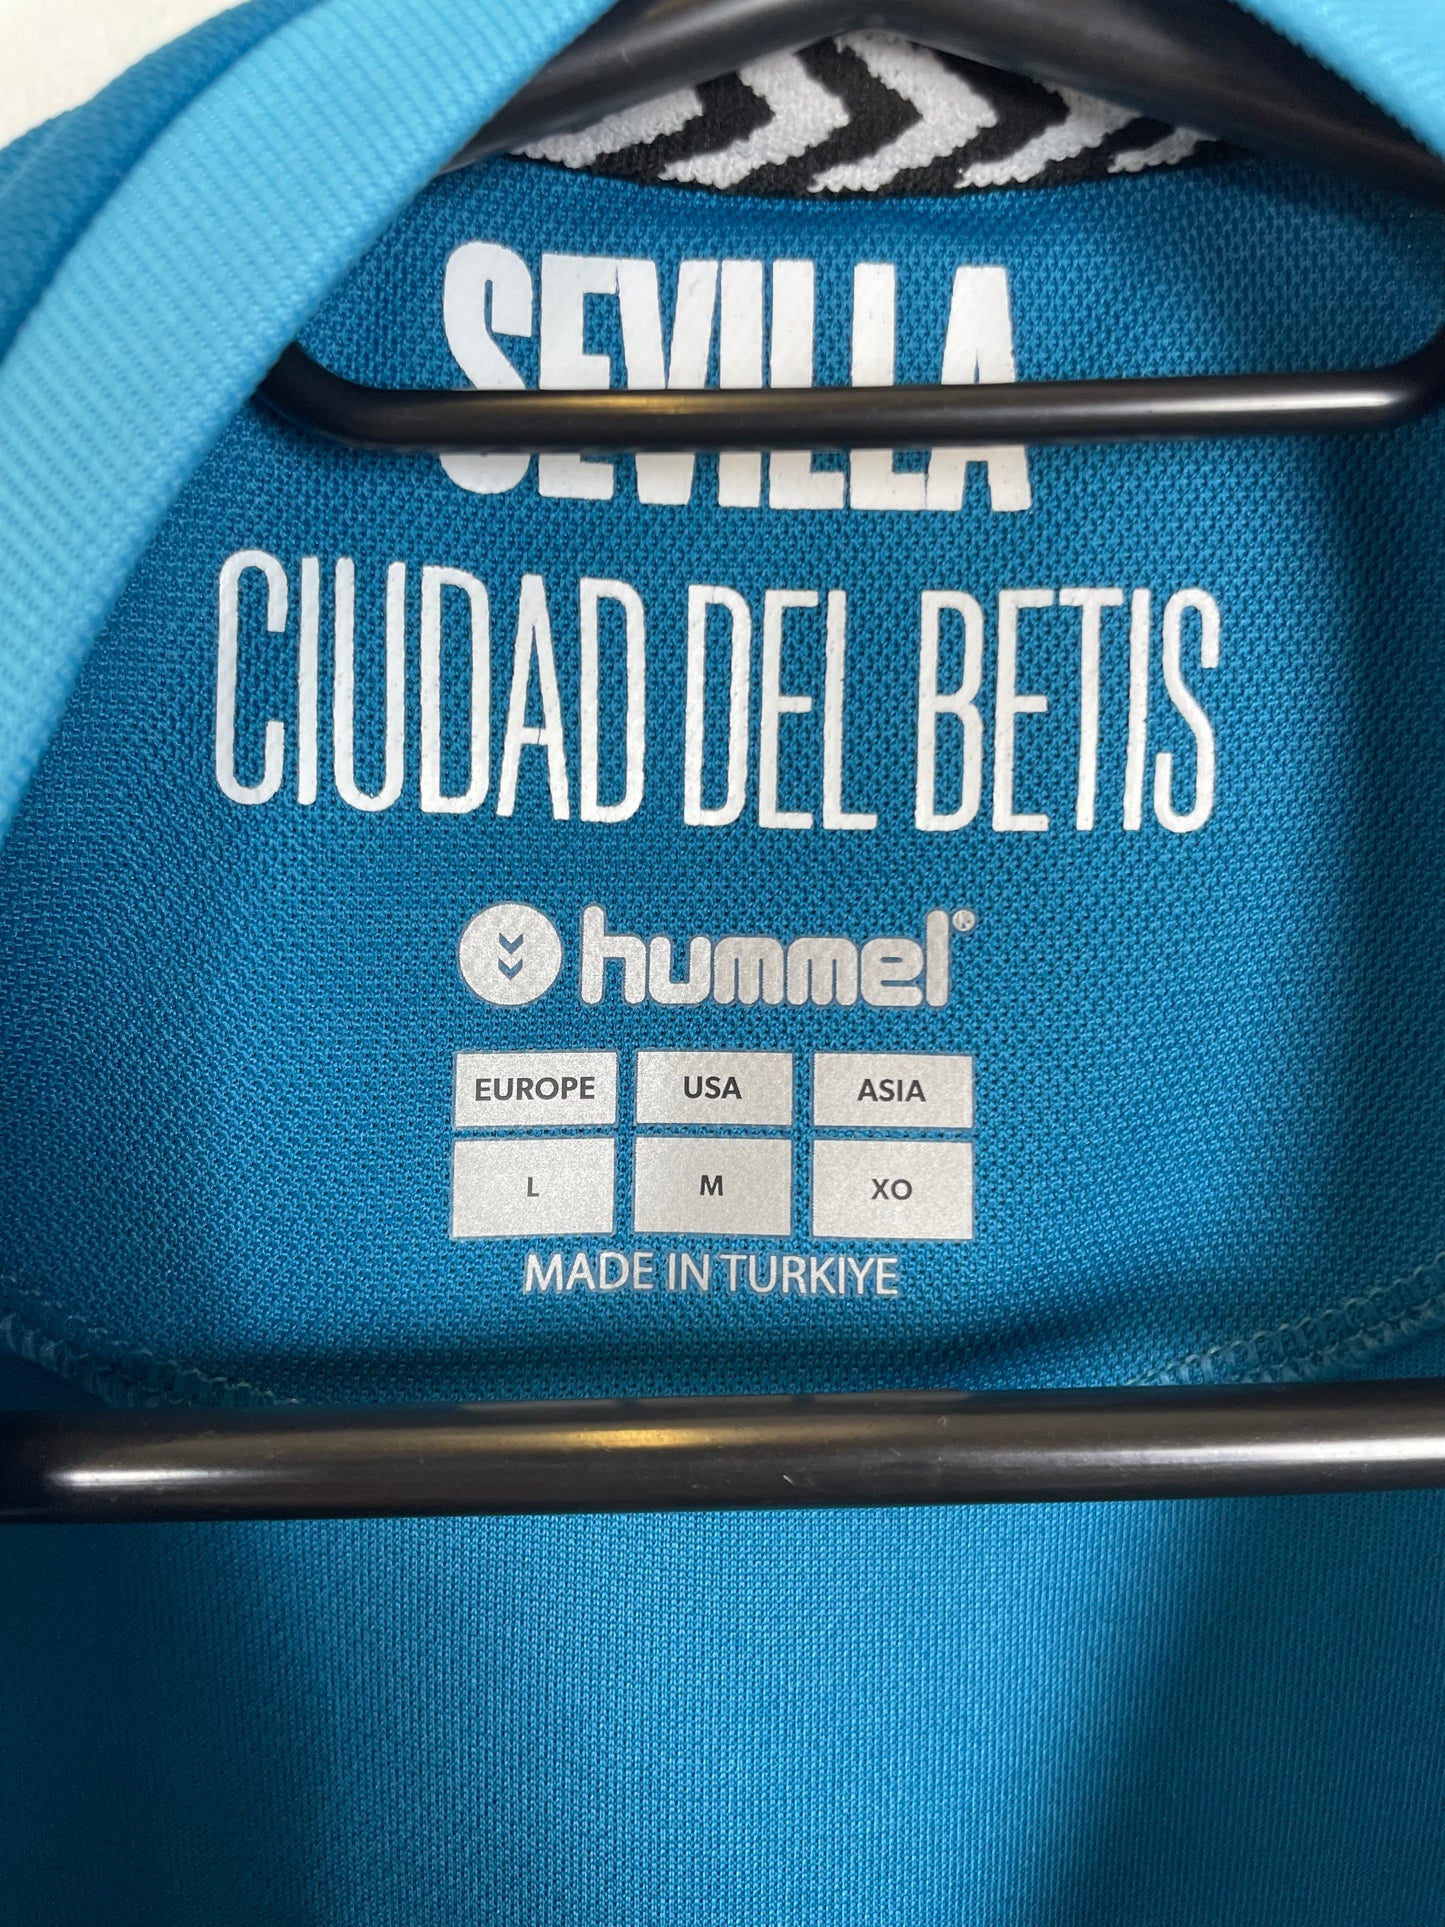 SEVILLA
CIUDAD DEL BETIS
hummel®
EUROPE USA ASIA
L M XO
MADE IN TURKIYE